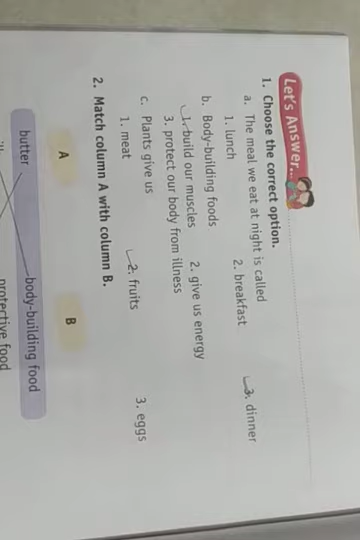 Let's Answer...
1. Choose the correct option.
a. The meal we eat at night is called
1. lunch 2. breakfast 3. dinner
b. Body-building foods
1. build our muscles 2. give us energy
3. protect our body from illness
c. Plants give us
1. meat 2. fruits 3. eggs
2. Match column A with column B.
A B
butter body-building food
protective food